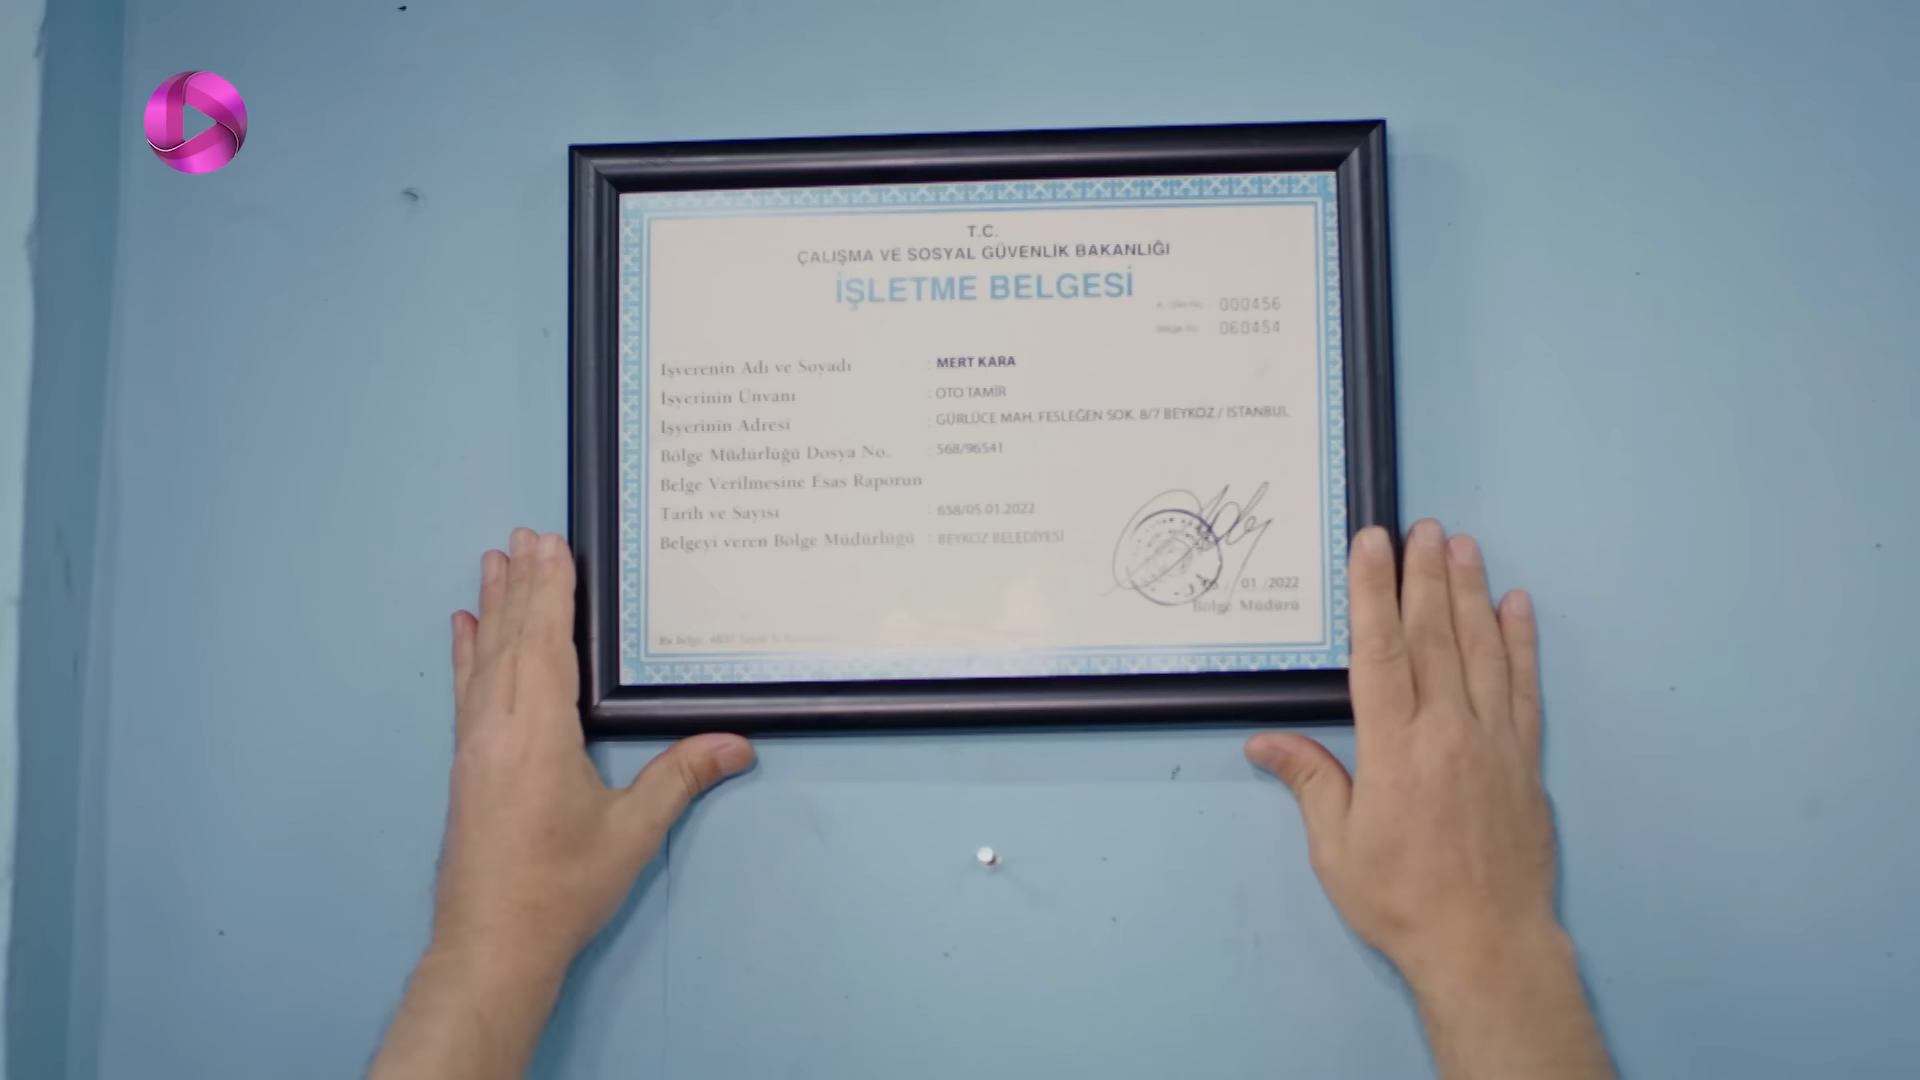 T.C.
ÇALIŞMA VE SOSYAL GÜVENLİK BAKANLIĞI
İŞLETME BELGESİ
000456
Belge No 060454
İşverenin Adı ve Soyadı : MERT KARA
İşyerinin Ünvanı : OTO TAMİR
İşyerinin Adresi : GÜRLÜCE MAH. FESLEĞEN SOK. 8/7 BEYKOZ / İSTANBUL
Bölge Müdürlüğü Dosya No. : 568/96541
Belge Verilmesine Esas Raporun
Tarih ve Sayısı : 658/05.01.2022
Belgeyi veren Bölge Müdürlüğü : BEYKOZ BELEDİYESİ
01 /2022
Bölge Müdürü